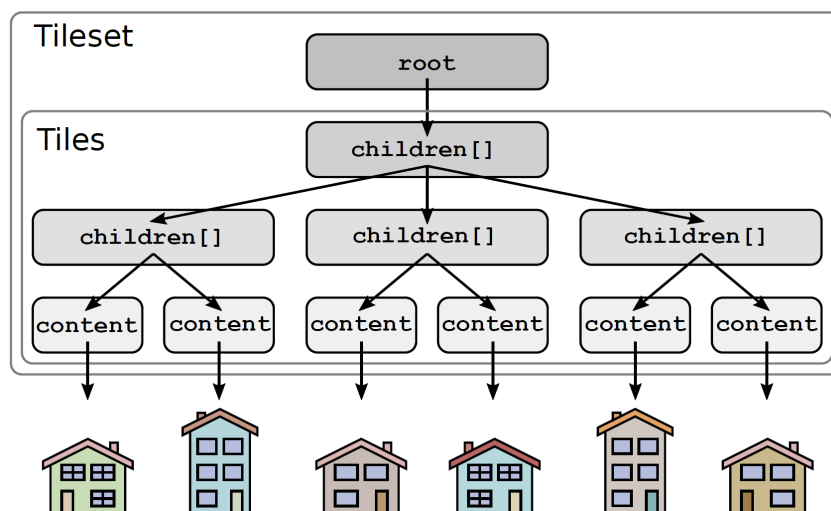 Tileset
root
Tiles
children[]
children[] children[] children[]
content content content content content content